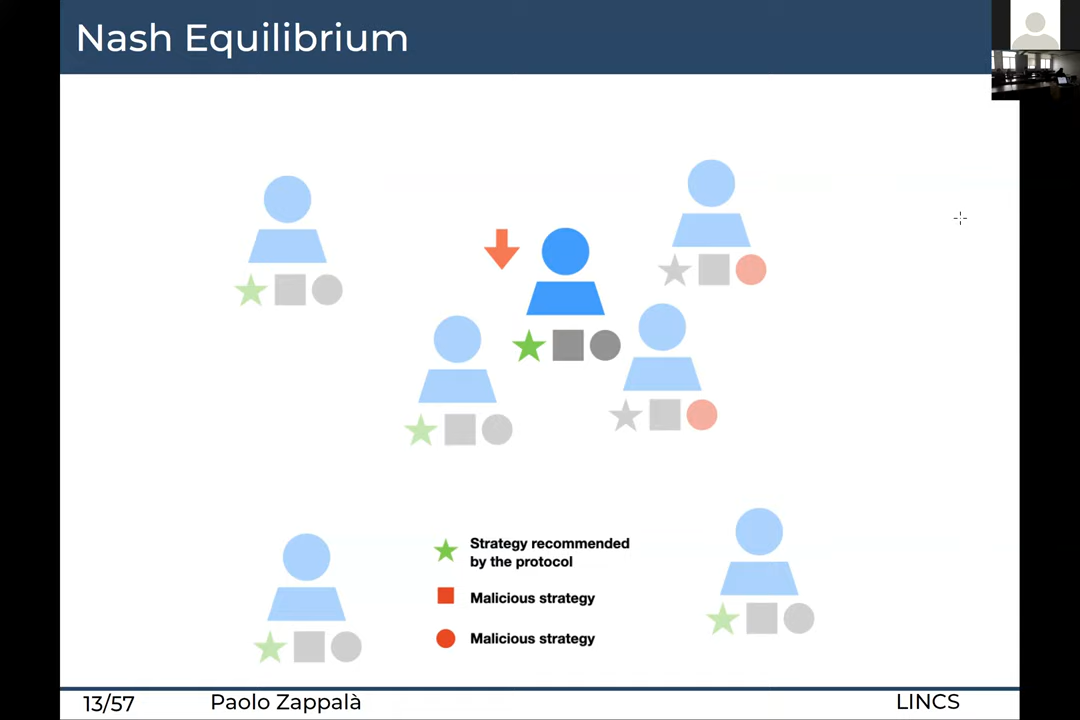 Nash Equilibrium
Strategy recommended
by the protocol
Malicious strategy
Malicious strategy
13/57
Paolo Zappalà
LINCS